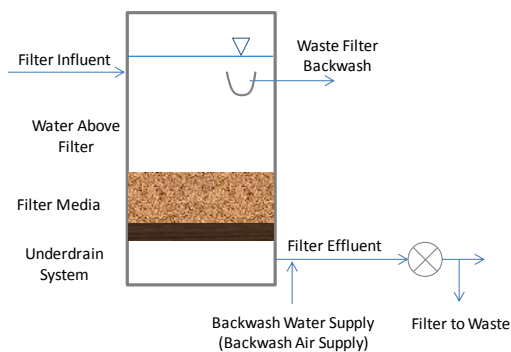 Filter Influent
Waste Filter
Backwash
Water Above
Filter
Filter Media
Underdrain
System
Filter Effluent
Backwash Water Supply
(Backwash Air Supply)
Filter to Waste